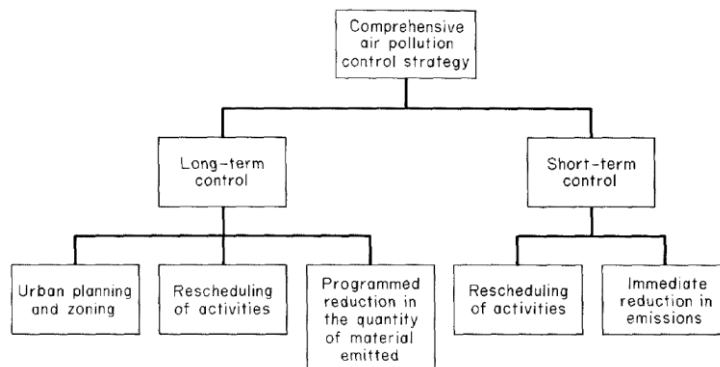 Comprehensive
air pollution
control strategy
Long-term
control
Short-term
control
Urban planning
and zoning
Rescheduling
of activities
Programmed
reduction in
the quantity
of material
emitted
Rescheduling
of activities
Immediate
reduction in
emissions